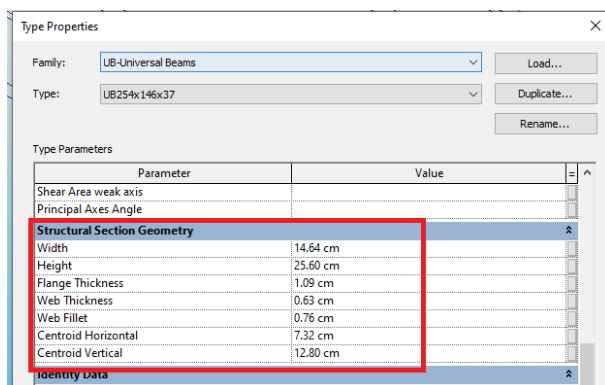 Type Properties
Family: UB-Universal Beams Load...
Type: UB254x146x37 Duplicate...
Rename...
Type Parameters
Parameter Value =
Shear Area weak axis
Principal Axes Angle
Structural Section Geometry
Width 14.64 cm
Height 25.60 cm
Flange Thickness 1.09 cm
Web Thickness 0.63 cm
Web Fillet 0.76 cm
Centroid Horizontal 7.32 cm
Centroid Vertical 12.80 cm
Identity Data